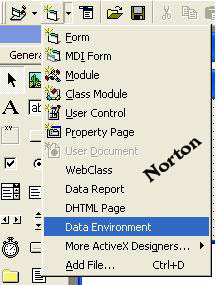 Genera
Form
MDI Form
Module
Class Module
User Control
Property Page
User Document
WebClass
Data Report
DHTML Page
Data Environment
More ActiveX Designers...
Add File... Ctrl+D
A
ab
xy
Norton